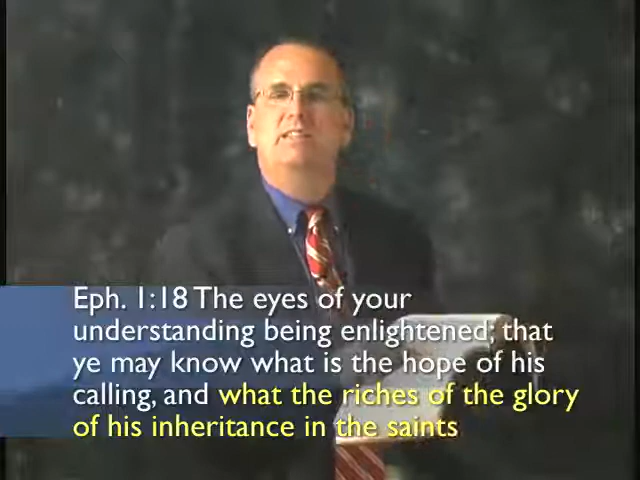 Eph. 1:18 The eyes of your
understanding being enlightened; that
ye may know what is the hope of his
calling, and what the riches of the glory
of his inheritance in the saints